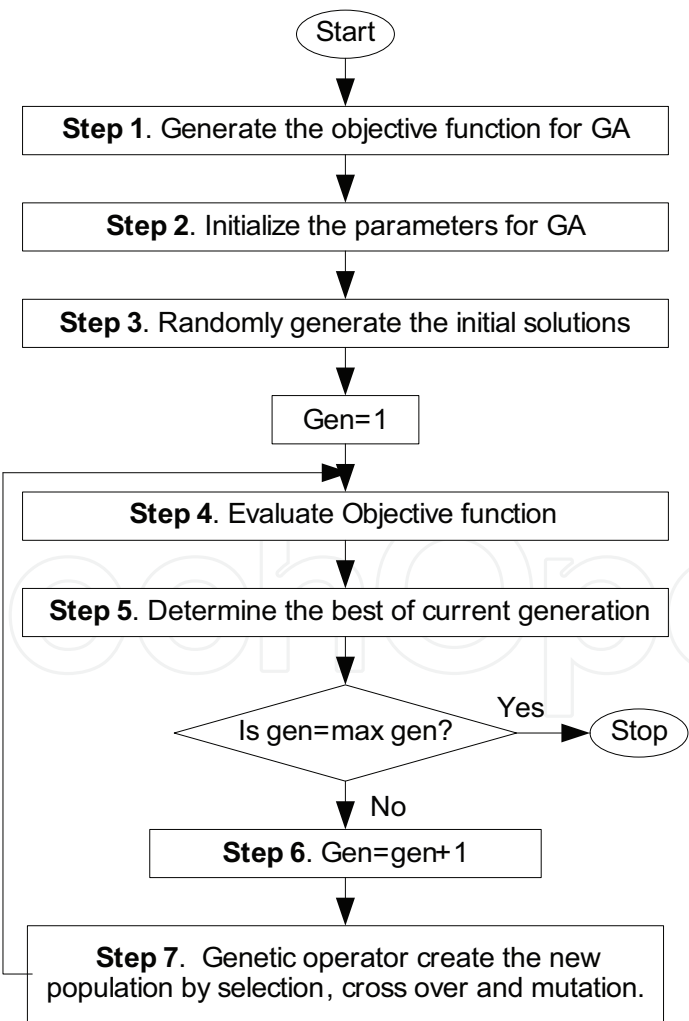 Start
Step 1. Generate the objective function for GA
Step 2. Initialize the parameters for GA
Step 3. Randomly generate the initial solutions
Gen=1
Step 4. Evaluate Objective function
Step 5. Determine the best of current generation
Is gen=max gen?
Yes
Stop
No
Step 6. Gen=gen+1
Step 7. Genetic operator create the new
population by selection, cross over and mutation.